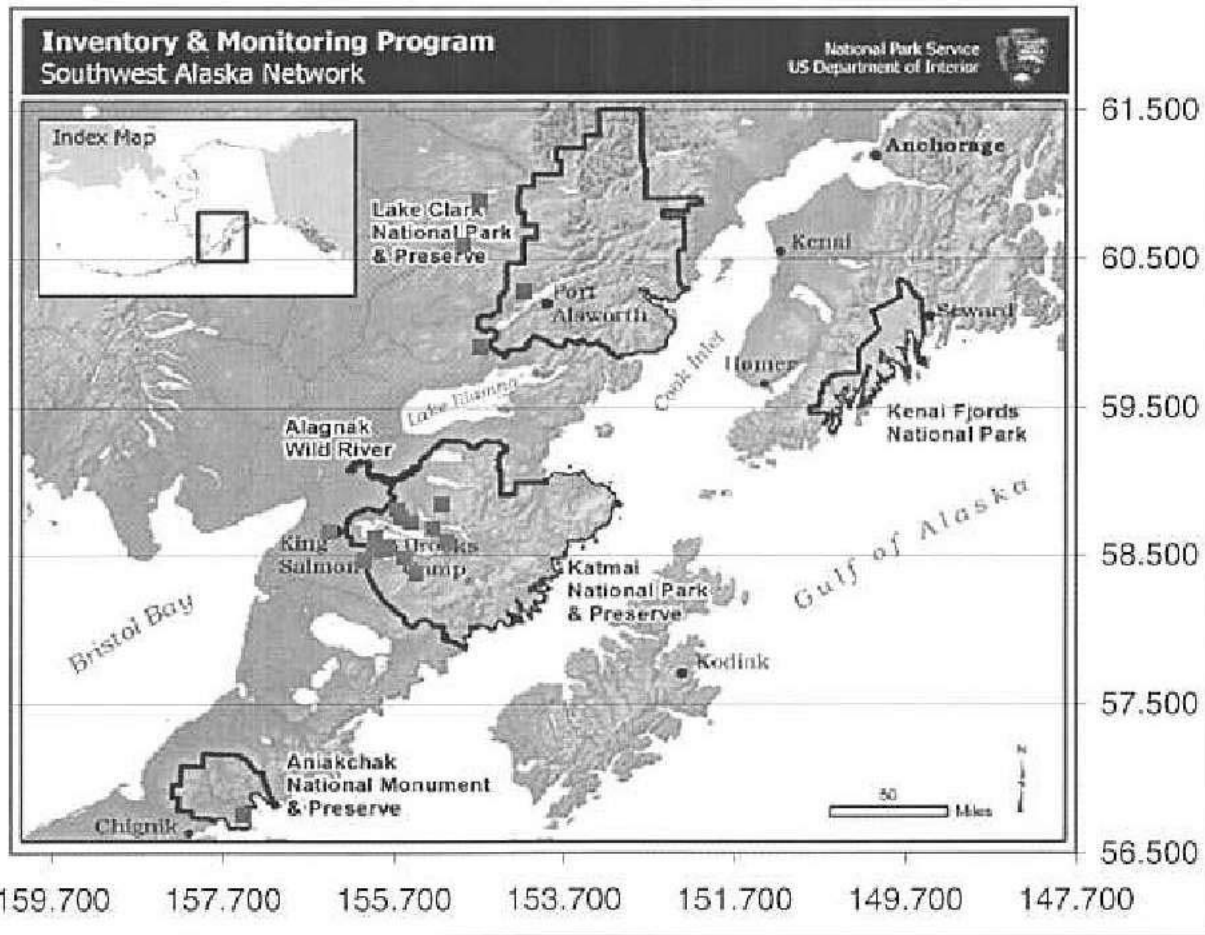 Inventory & Monitoring Program
Southwest Alaska Network
National Park Service
US Department of Interior
Index Map
61.500
Anchorage
Lake Clark
National Park
& Preserve
Kenai
60.500
Port
Alsworth
Seward
Cook Inlet
Homer
Lake Iliamna
59.500
Kenai Fjords
National Park
Alagnak
Wild River
Gulf of Alaska
King
Salmon
Brooks
Camp
58.500
Katmai
National Park
& Preserve
Bristol Bay
Kodiak
57.500
Aniakchak
National Monument
& Preserve
N
50
Miles
Chignik
56.500
159.700
157.700
155.700
153.700
151.700
149.700
147.700